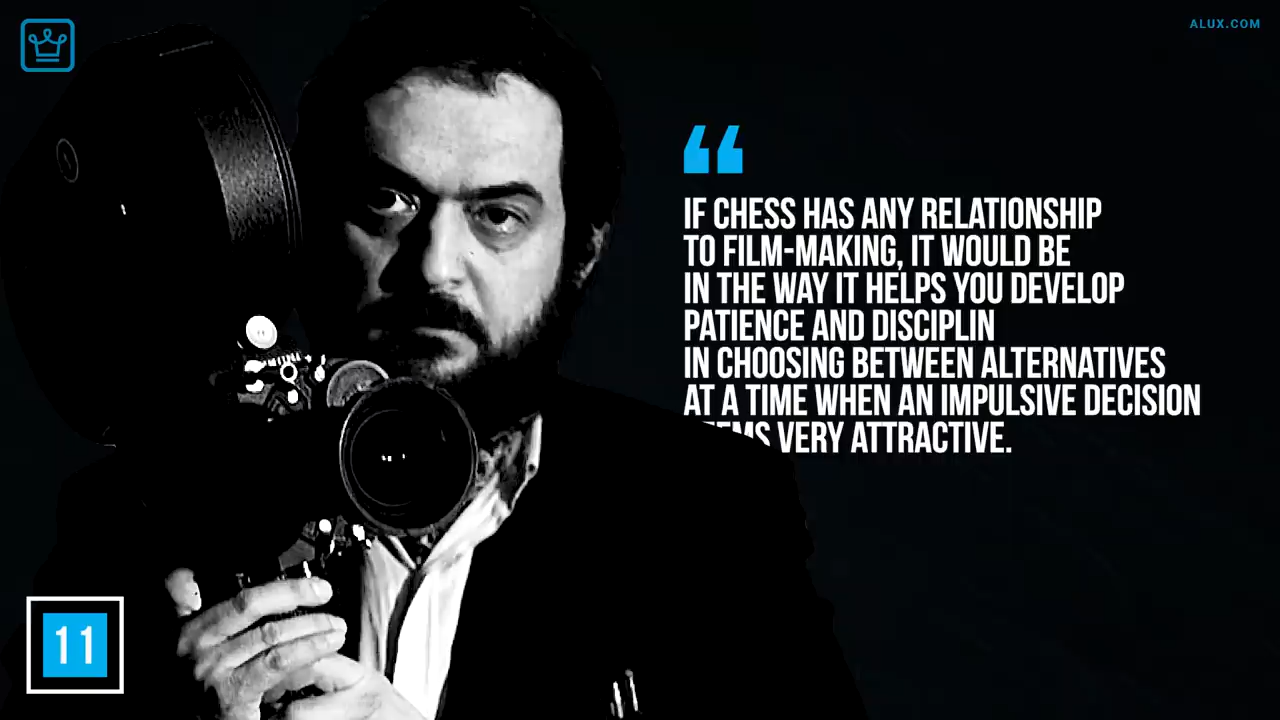 ALUX.COM
“
IF CHESS HAS ANY RELATIONSHIP
TO FILM-MAKING, IT WOULD BE
IN THE WAY IT HELPS YOU DEVELOP
PATIENCE AND DISCIPLIN
IN CHOOSING BETWEEN ALTERNATIVES
AT A TIME WHEN AN IMPULSIVE DECISION
VERY ATTRACTIVE.
11